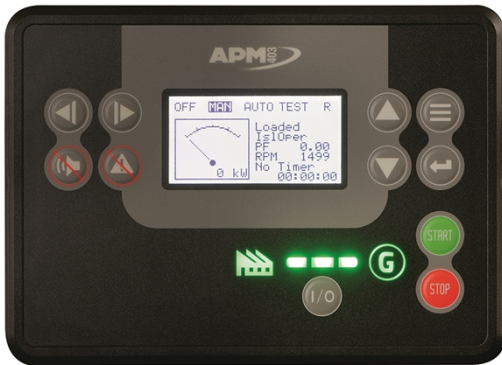 APM403
OFF MAN AUTO TEST R
Loaded
IslOper
PF 0.00
RPM 1499
No Timer
00:00:00
0 kW
START
G
I/O
STOP